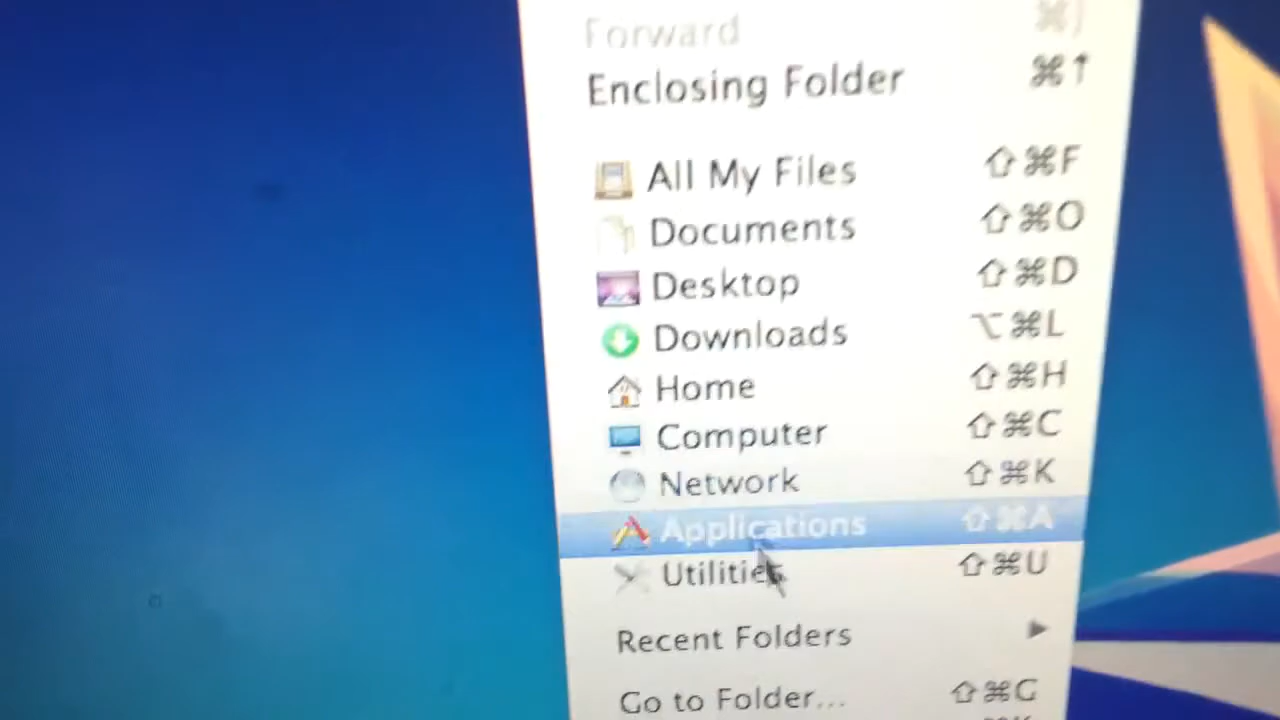 Forward ⌘]
Enclosing Folder ⌘↑
All My Files ⇧⌘F
Documents ⇧⌘O
Desktop ⇧⌘D
Downloads ⌥⌘L
Home ⇧⌘H
Computer ⇧⌘C
Network ⇧⌘K
Applications ⇧⌘A
Utilities ⇧⌘U
Recent Folders ▶
Go to Folder... ⇧⌘G